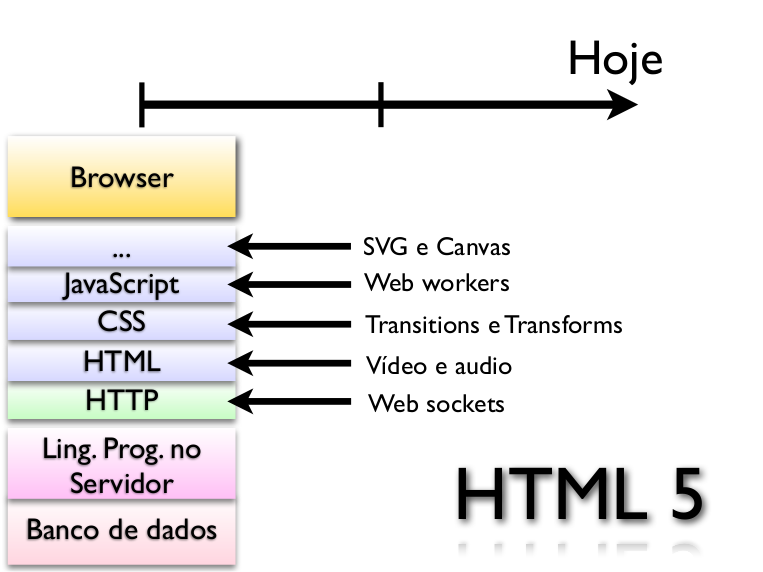 Hoje
Browser
...
SVG e Canvas
JavaScript
Web workers
CSS
Transitions e Transforms
HTML
Vídeo e audio
HTTP
Web sockets
Ling. Prog. no
Servidor
Banco de dados
HTML 5